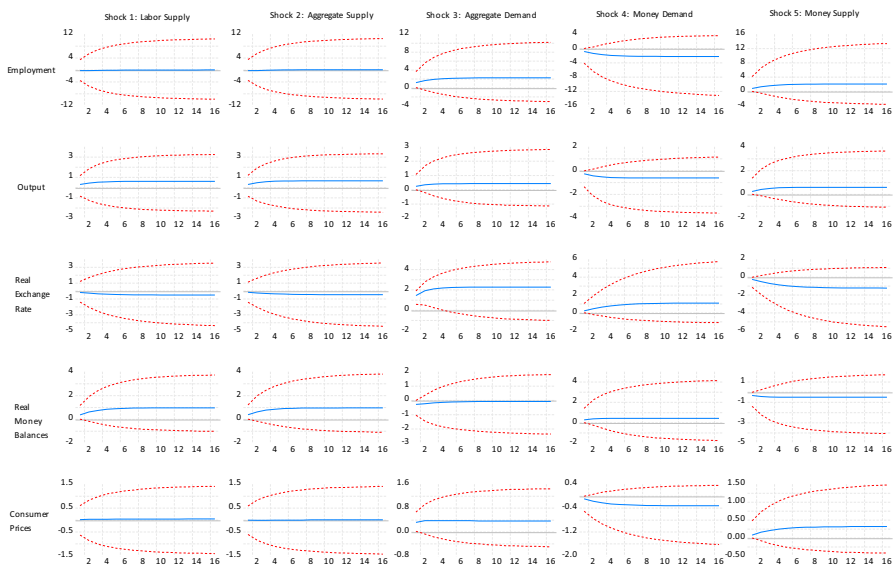 Shock 1: Labor Supply
Shock 2: Aggregate Supply
Shock 3: Aggregate Demand
Shock 4: Money Demand
Shock 5: Money Supply
Employment
12
4
-4
-12
2 4 6 8 10 12 14 16
12
4
-4
-12
2 4 6 8 10 12 14 16
12
8
4
0
-4
2 4 6 8 10 12 14 16
4
0
-4
-8
-12
-16
2 4 6 8 10 12 14 16
16
12
8
4
0
-4
2 4 6 8 10 12 14 16
Output
3
1
-1
-3
2 4 6 8 10 12 14 16
3
1
-1
-3
2 4 6 8 10 12 14 16
3
2
1
0
-1
-2
2 4 6 8 10 12 14 16
2
0
-2
-4
2 4 6 8 10 12 14 16
4
2
0
-2
2 4 6 8 10 12 14 16
Real
Exchange
Rate
3
1
-1
-3
-5
2 4 6 8 10 12 14 16
3
1
-1
-3
-5
2 4 6 8 10 12 14 16
4
2
0
-2
2 4 6 8 10 12 14 16
6
4
2
0
-2
2 4 6 8 10 12 14 16
2
0
-2
-4
-6
2 4 6 8 10 12 14 16
Real
Money
Balances
4
2
0
-2
2 4 6 8 10 12 14 16
4
2
0
-2
2 4 6 8 10 12 14 16
2
1
0
-1
-2
-3
2 4 6 8 10 12 14 16
4
2
0
-2
2 4 6 8 10 12 14 16
1
-1
-3
-5
2 4 6 8 10 12 14 16
Consumer
Prices
1.5
0.5
-0.5
-1.5
2 4 6 8 10 12 14 16
1.5
0.5
-0.5
-1.5
2 4 6 8 10 12 14 16
1.6
0.8
0.0
-0.8
2 4 6 8 10 12 14 16
0.4
-0.4
-1.2
-2.0
2 4 6 8 10 12 14 16
1.50
1.00
0.50
0.00
-0.50
2 4 6 8 10 12 14 16